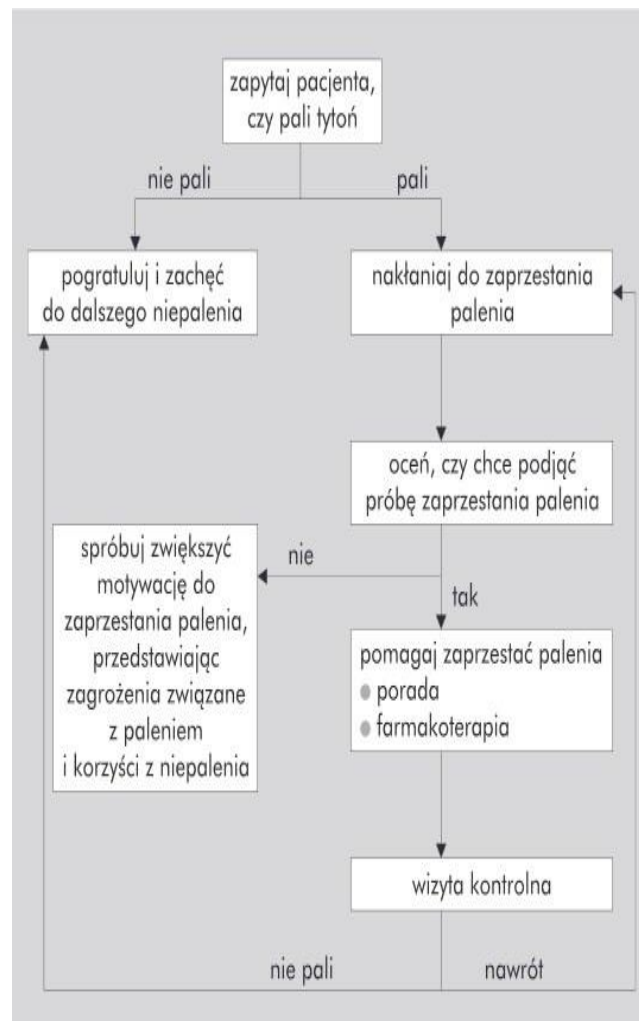 zapytaj pacjenta,
czy pali tytoń
nie pali
pali
pogratuluj i zachęć
do dalszego niepalenia
nakłaniaj do zaprzestania
palenia
oceń, czy chce podjąć
próbę zaprzestania palenia
nie
tak
spróbuj zwiększyć
motywację do
zaprzestania palenia,
przedstawiając
zagrożenia związane
z paleniem
i korzyści z niepalenia
pomagaj zaprzestać palenia
● porada
● farmakoterapia
wizyta kontrolna
nie pali
nawrót